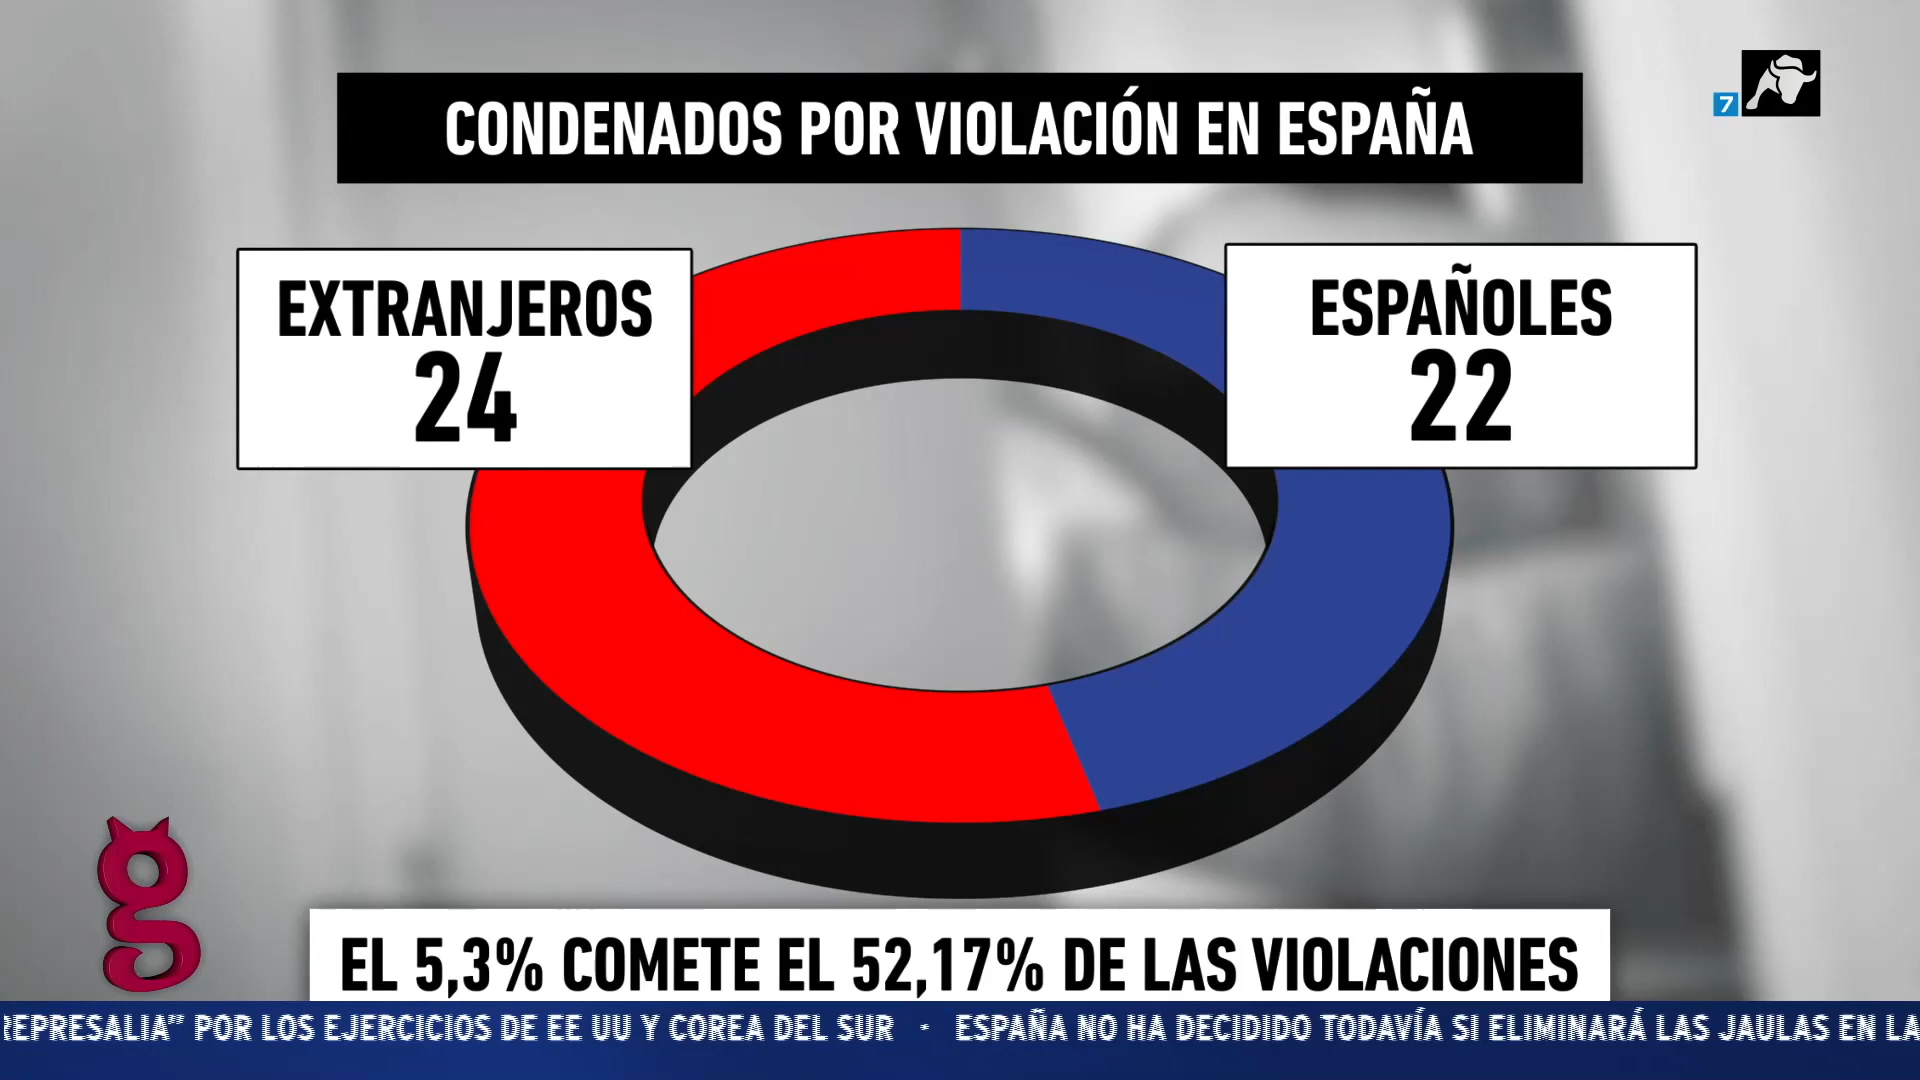 CONDENADOS POR VIOLACIÓN EN ESPAÑA
7
EXTRANJEROS
24
ESPAÑOLES
22
g
EL 5,3% COMETE EL 52,17% DE LAS VIOLACIONES
REPRESALIA" POR LOS EJERCICIOS DE EE UU Y COREA DEL SUR - ESPAÑA NO HA DECIDIDO TODAVÍA SI ELIMINARÁ LAS JAULAS EN LA